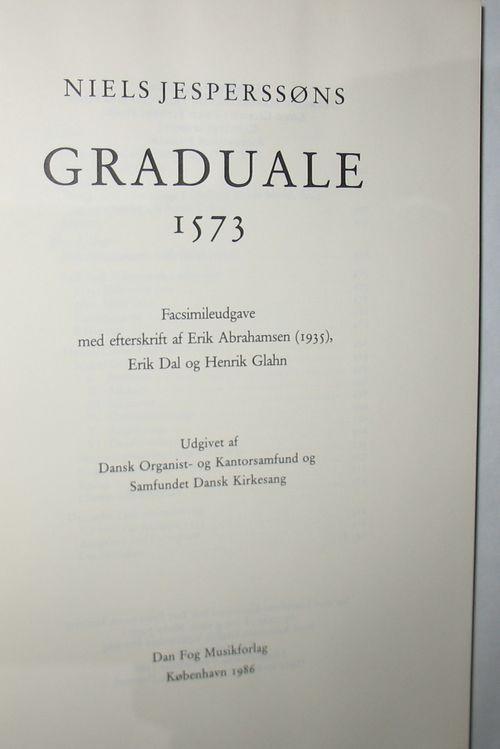 NIELS JESPERSSØNS
GRADUALE
1573
Facsimileudgave
med efterskrift af Erik Abrahamsen (1935),
Erik Dal og Henrik Glahn
Udgivet af
Dansk Organist- og Kantorsamfund og
Samfundet Dansk Kirkesang
Dan Fog Musikforlag
København 1986